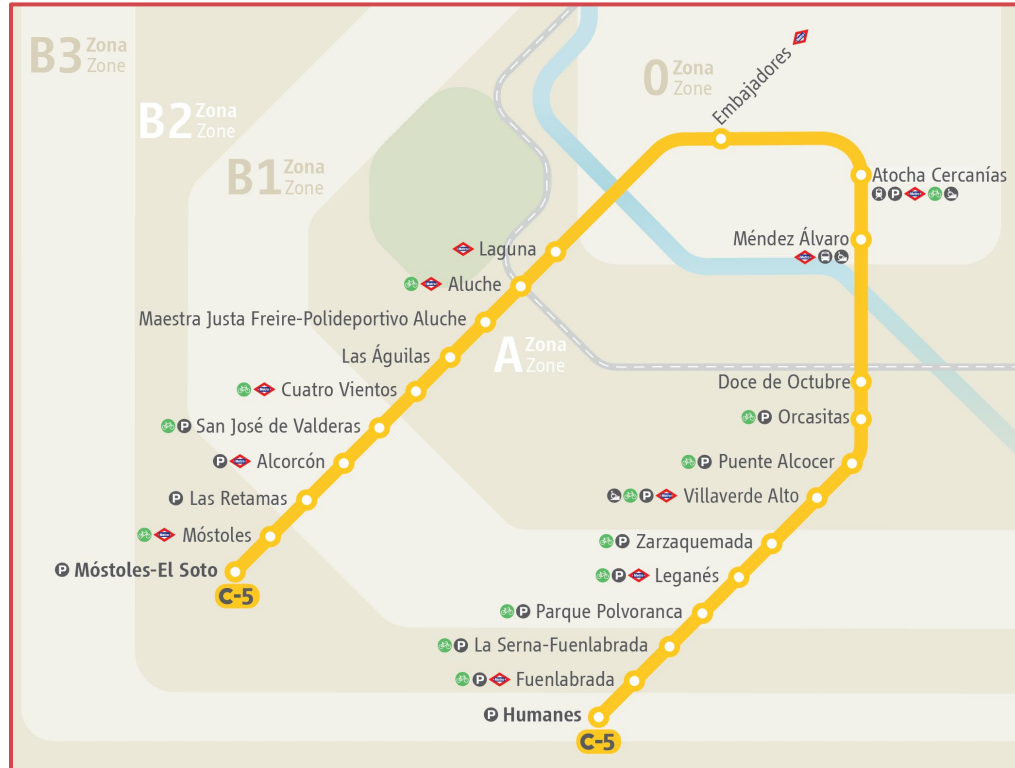 B3 Zona
Zone
B2 Zona
Zone
B1 Zona
Zone
0 Zona
Zone
Embajadores
Atocha Cercanías
P
Méndez Álvaro
Laguna
Aluche
Maestra Justa Freire-Polideportivo Aluche
A Zona
Zone
Las Águilas
Doce de Octubre
Cuatro Vientos
P Orcasitas
P San José de Valderas
P Alcorcón
P Puente Alcocer
P Las Retamas
P Villaverde Alto
Móstoles
P Zarzaquemada
P Móstoles-El Soto
P Leganés
C-5
P Parque Polvoranca
P La Serna-Fuenlabrada
P Fuenlabrada
P Humanes
C-5